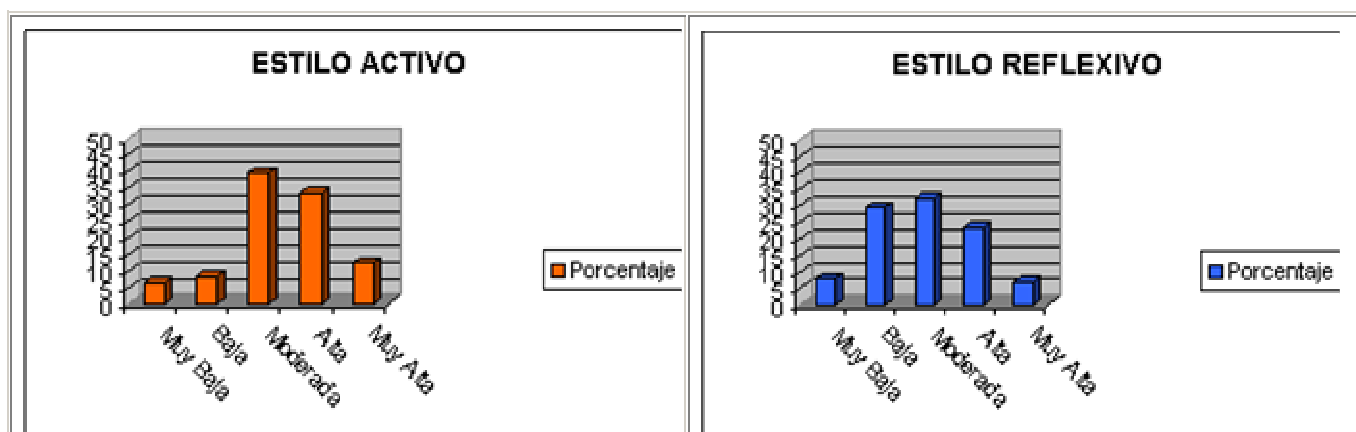 ESTILO ACTIVO
50
45
40
35
30
25
20
15
10
5
0
Muy Baja
Baja
Moderada
Alta
Muy Alta
Porcentaje
ESTILO REFLEXIVO
50
45
40
35
30
25
20
15
10
5
0
Muy Baja
Baja
Moderada
Alta
Muy Alta
Porcentaje